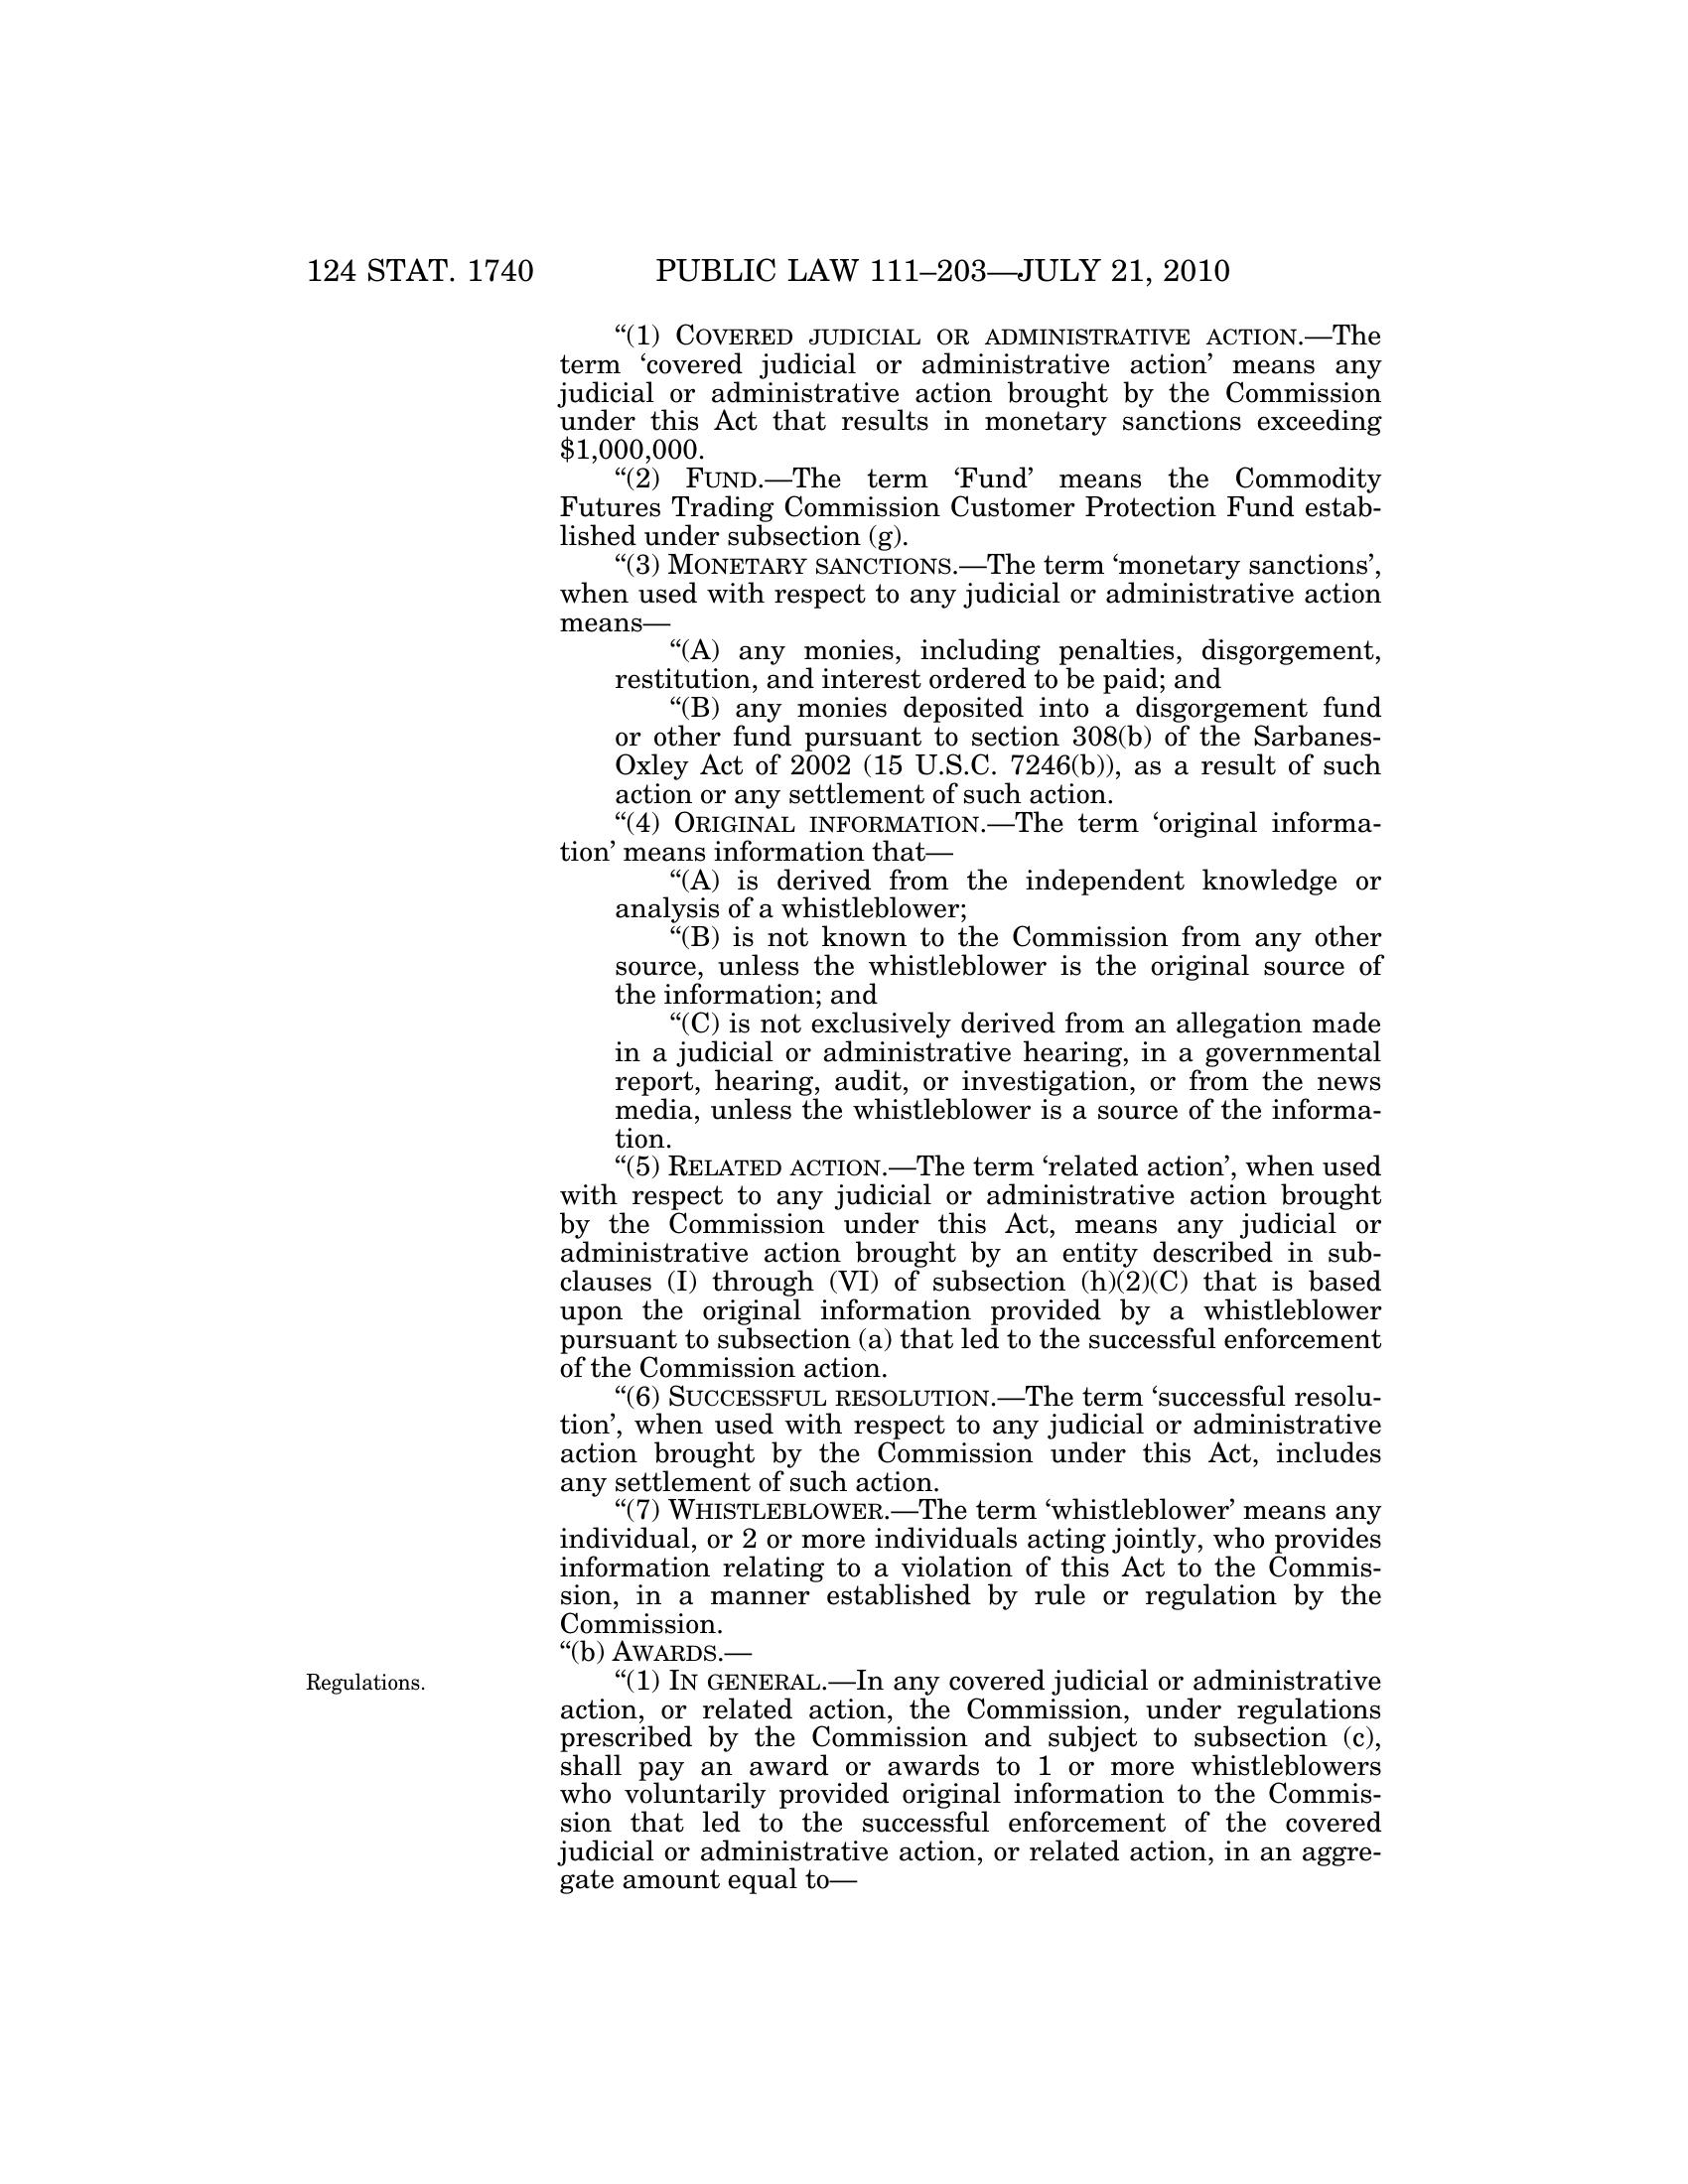 124 STAT. 1740 PUBLIC LAW 111–203—JULY 21, 2010
“(1) COVERED JUDICIAL OR ADMINISTRATIVE ACTION.—The
term ‘covered judicial or administrative action’ means any
judicial or administrative action brought by the Commission
under this Act that results in monetary sanctions exceeding
$1,000,000.
“(2) FUND.—The term ‘Fund’ means the Commodity
Futures Trading Commission Customer Protection Fund estab-
lished under subsection (g).
“(3) MONETARY SANCTIONS.—The term ‘monetary sanctions’,
when used with respect to any judicial or administrative action
means—
“(A) any monies, including penalties, disgorgement,
restitution, and interest ordered to be paid; and
“(B) any monies deposited into a disgorgement fund
or other fund pursuant to section 308(b) of the Sarbanes-
Oxley Act of 2002 (15 U.S.C. 7246(b)), as a result of such
action or any settlement of such action.
“(4) ORIGINAL INFORMATION.—The term ‘original informa-
tion’ means information that—
“(A) is derived from the independent knowledge or
analysis of a whistleblower;
“(B) is not known to the Commission from any other
source, unless the whistleblower is the original source of
the information; and
“(C) is not exclusively derived from an allegation made
in a judicial or administrative hearing, in a governmental
report, hearing, audit, or investigation, or from the news
media, unless the whistleblower is a source of the informa-
tion.
“(5) RELATED ACTION.—The term ‘related action’, when used
with respect to any judicial or administrative action brought
by the Commission under this Act, means any judicial or
administrative action brought by an entity described in sub-
clauses (I) through (VI) of subsection (h)(2)(C) that is based
upon the original information provided by a whistleblower
pursuant to subsection (a) that led to the successful enforcement
of the Commission action.
“(6) SUCCESSFUL RESOLUTION.—The term ‘successful resolu-
tion’, when used with respect to any judicial or administrative
action brought by the Commission under this Act, includes
any settlement of such action.
“(7) WHISTLEBLOWER.—The term ‘whistleblower’ means any
individual, or 2 or more individuals acting jointly, who provides
information relating to a violation of this Act to the Commis-
sion, in a manner established by rule or regulation by the
Commission.
“(b) AWARDS.—
Regulations.
“(1) IN GENERAL.—In any covered judicial or administrative
action, or related action, the Commission, under regulations
prescribed by the Commission and subject to subsection (c),
shall pay an award or awards to 1 or more whistleblowers
who voluntarily provided original information to the Commis-
sion that led to the successful enforcement of the covered
judicial or administrative action, or related action, in an aggre-
gate amount equal to—